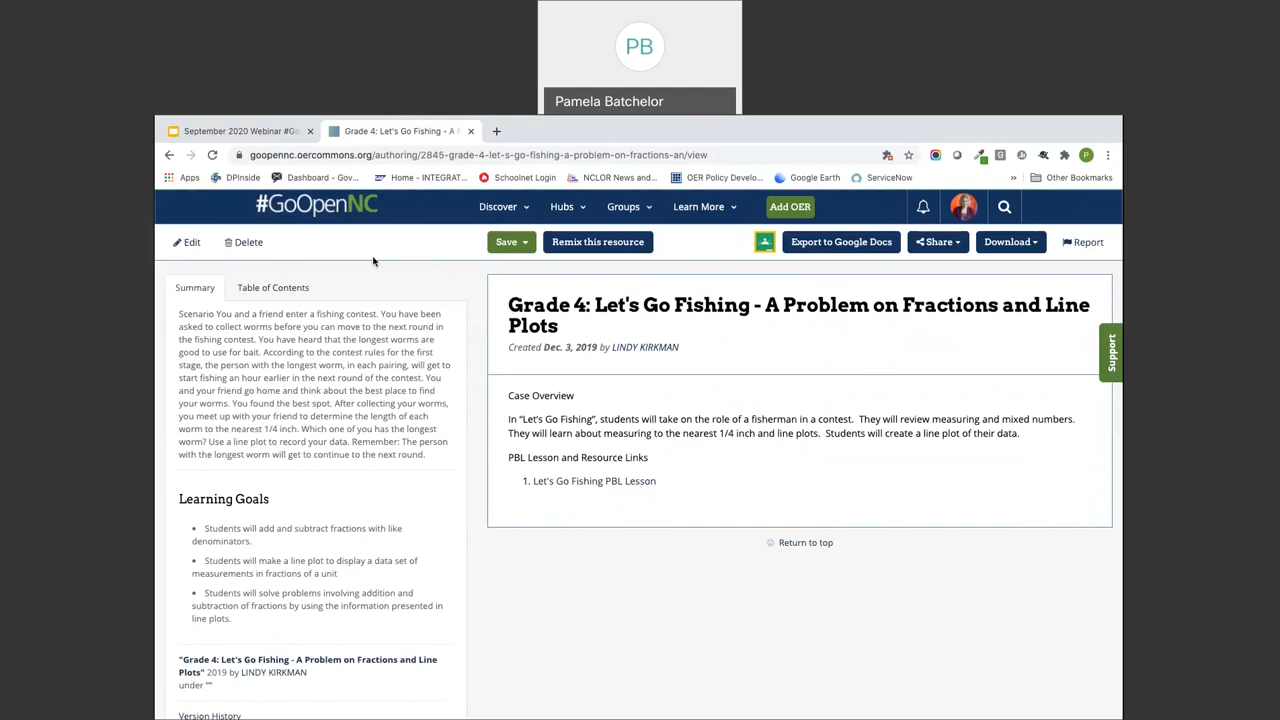 PB
Pamela Batchelor
September 2020 Webinar #Go
Grade 4: Let's Go Fishing - A F
goopennc.oercommons.org/authoring/2845-grade-4-let-s-go-fishing-a-problem-on-fractions-an/view
P
Apps
DPInside
Dashboard - Gov...
Home - INTEGRAT...
Schoolnet Login
NCLOR News and...
OER Policy Develo...
Google Earth
ServiceNow
»
Other Bookmarks
#GoOpenNC
Discover
Hubs
Groups
Learn More
Add OER
Edit
Delete
Save
Remix this resource
Export to Google Docs
Share
Download
Report
Summary
Table of Contents
Scenario You and a friend enter a fishing contest. You have been
asked to collect worms before you can move to the next round in
the fishing contest. You have heard that the longest worms are
good to use for bait. According to the contest rules for the first
stage, the person with the longest worm, in each pairing, will get to
start fishing an hour earlier in the next round of the contest. You
and your friend go home and think about the best place to find
your worms. You found the best spot. After collecting your worms,
you meet up with your friend to determine the length of each
worm to the nearest 1/4 inch. Which one of you has the longest
worm? Use a line plot to record your data. Remember: The person
with the longest worm will get to continue to the next round.
Learning Goals
• Students will add and subtract fractions with like
denominators.
• Students will make a line plot to display a data set of
measurements in fractions of a unit
• Students will solve problems involving addition and
subtraction of fractions by using the information presented in
line plots.
"Grade 4: Let's Go Fishing - A Problem on Fractions and Line
Plots" 2019 by LINDY KIRKMAN
under ""
Version History
Grade 4: Let's Go Fishing - A Problem on Fractions and Line
Plots
Created Dec. 3, 2019 by LINDY KIRKMAN
Case Overview
In “Let’s Go Fishing”, students will take on the role of a fisherman in a contest. They will review measuring and mixed numbers.
They will learn about measuring to the nearest 1/4 inch and line plots. Students will create a line plot of their data.
PBL Lesson and Resource Links
1. Let's Go Fishing PBL Lesson
Return to top
Support